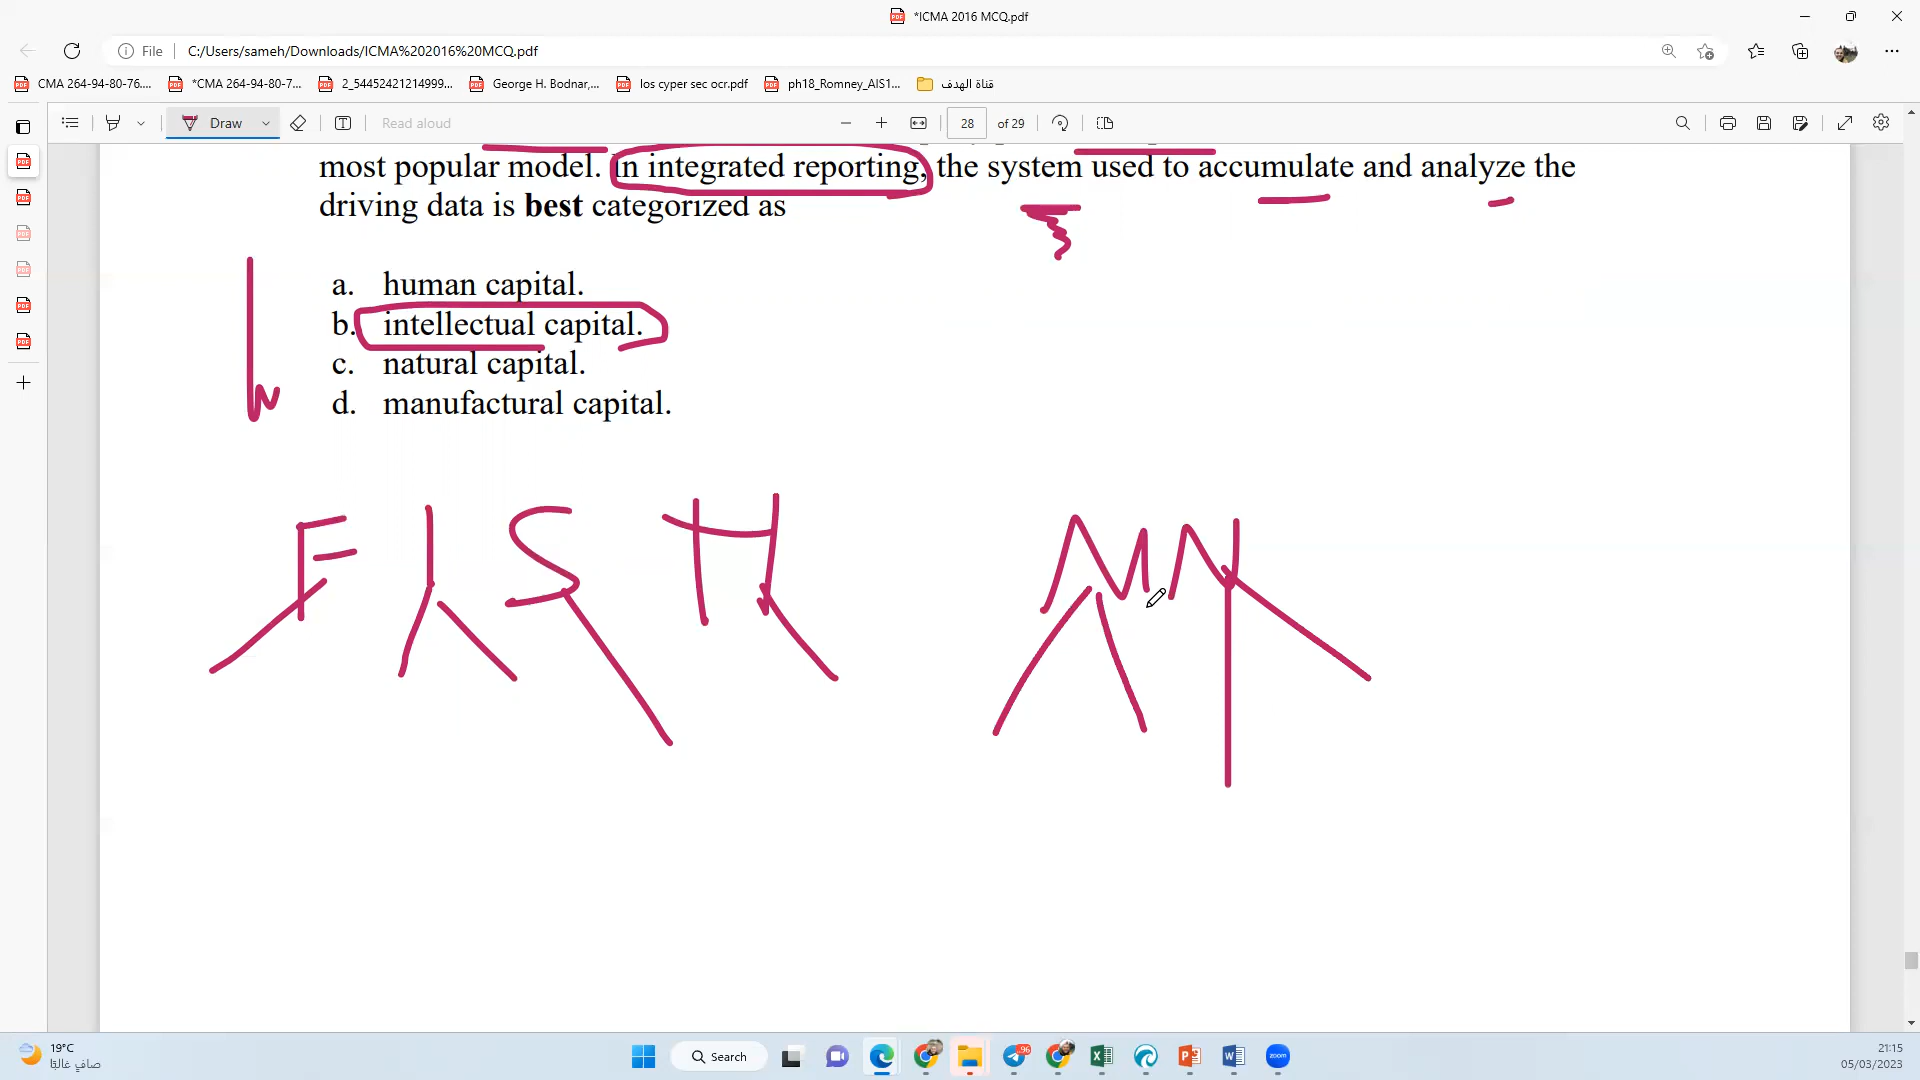 *ICMA 2016 MCQ.pdf
File C:/Users/sameh/Downloads/ICMA%202016%20MCQ.pdf
CMA 264-94-80-76.... *CMA 264-94-80-7... 2_54452421214999... George H. Bodnar,... los cyper sec ocr.pdf ph18_Romney_AIS1... قناة الهدف
Draw Read aloud 28 of 29
most popular model. In integrated reporting, the system used to accumulate and analyze the
driving data is best categorized as
a. human capital.
b. intellectual capital.
c. natural capital.
d. manufactural capital.
F I S H M N
19°C
صافٍ غالبًا
Search
96
zoom
21:15
05/03/2023